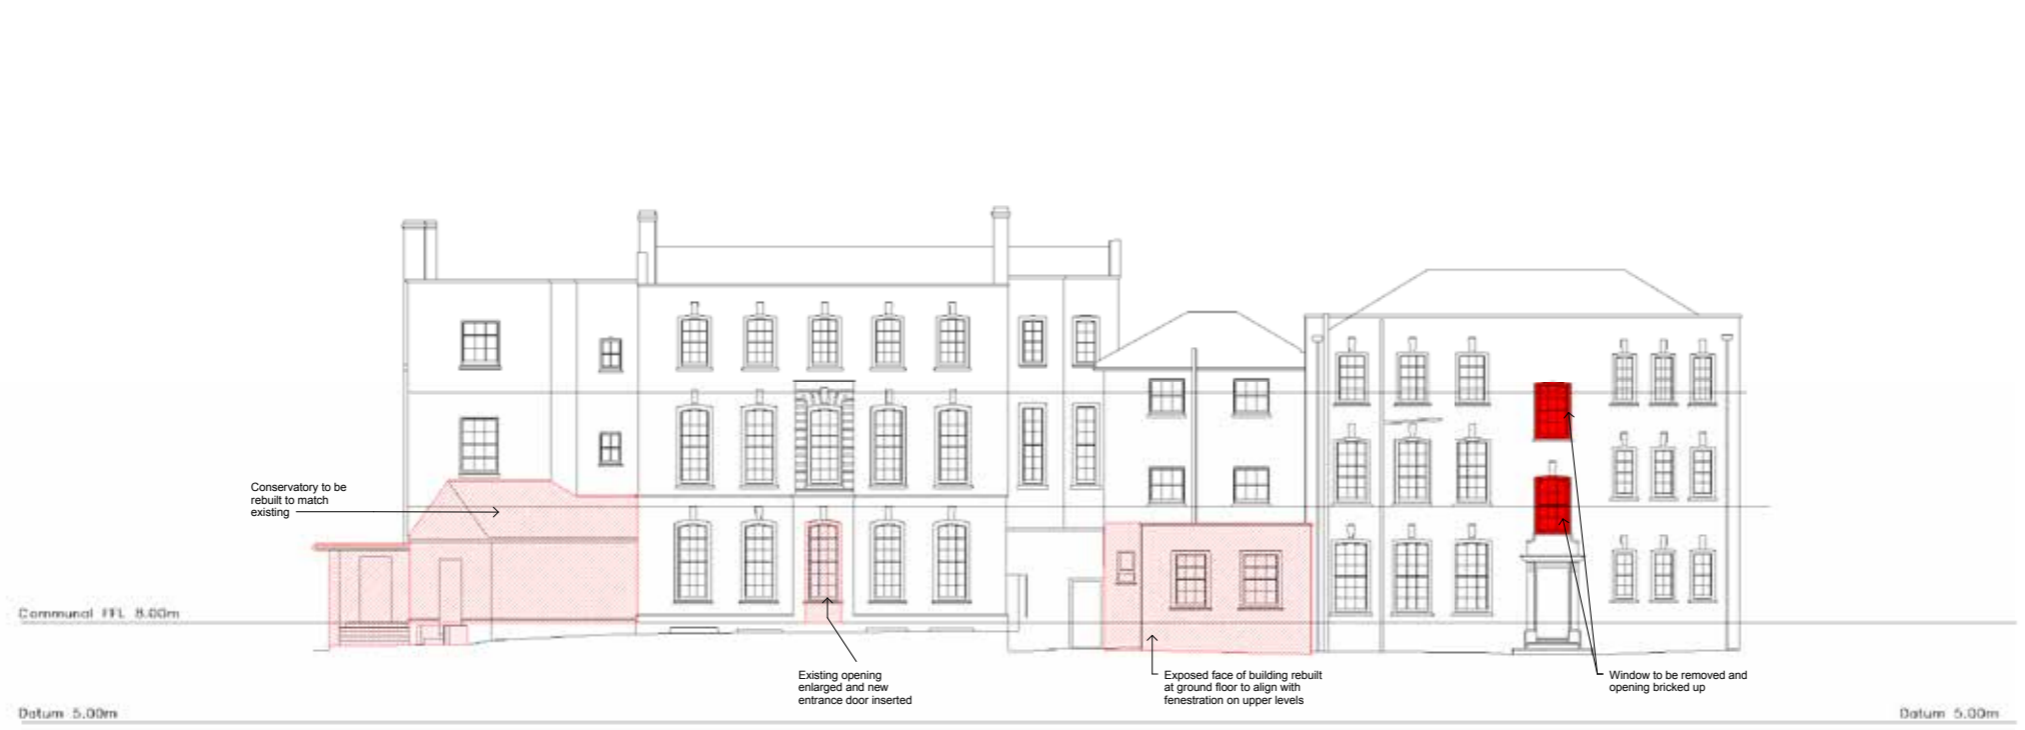 Conservatory to be
rebuilt to match
existing
Communal FFL 8.00m
Existing opening
enlarged and new
entrance door inserted
Exposed face of building rebuilt
at ground floor to align with
fenestration on upper levels
Window to be removed and
opening bricked up
Datum 5.00m
Datum 5.00m